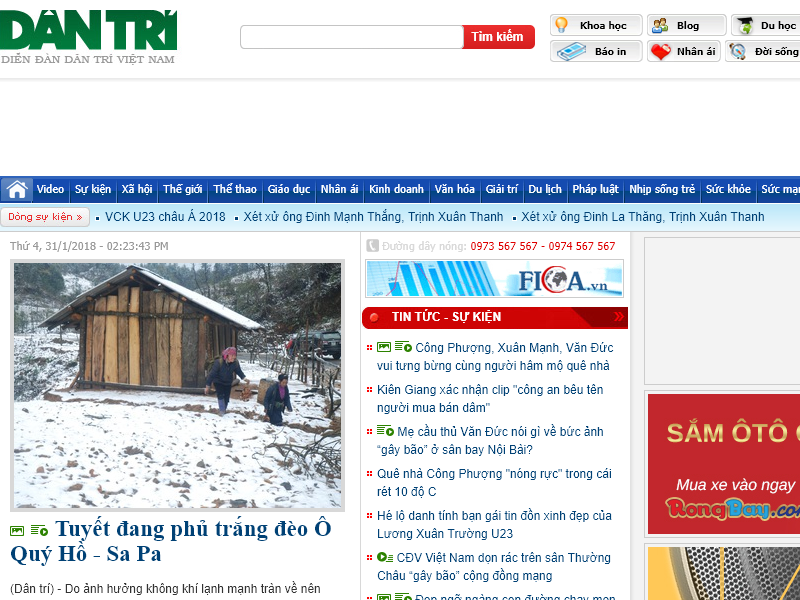 DÂN TRÍ
DIỄN ĐÀN DÂN TRÍ VIỆT NAM
Tìm kiếm
Khoa học
Blog
Du học
Báo in
Nhân ái
Đời sống
Video
Sự kiện
Xã hội
Thế giới
Thể thao
Giáo dục
Nhân ái
Kinh doanh
Văn hóa
Giải trí
Du lịch
Pháp luật
Nhịp sống trẻ
Sức khỏe
Sức mạ
Dòng sự kiện »
VCK U23 châu Á 2018
Xét xử ông Đinh Mạnh Thắng, Trịnh Xuân Thanh
Xét xử ông Đinh La Thăng, Trịnh Xuân Thanh
Thứ 4, 31/1/2018 - 02:23:43 PM
Tuyết đang phủ trắng đèo Ô
Quý Hồ - Sa Pa
(Dân trí) - Do ảnh hưởng không khí lạnh mạnh tràn về nên
Đường dây nóng: 0973 567 567 - 0974 567 567
FICA.vn
TIN TỨC - SỰ KIỆN
Công Phượng, Xuân Mạnh, Văn Đức
vui tưng bừng cùng người hâm mộ quê nhà
Kiên Giang xác nhận clip "công an bêu tên
người mua bán dâm"
Mẹ cầu thủ Văn Đức nói gì về bức ảnh
“gây bão” ở sân bay Nội Bài?
Quê nhà Công Phượng "nóng rực" trong cái
rét 10 độ C
Hé lộ danh tính bạn gái tin đồn xinh đẹp của
Lương Xuân Trường U23
CĐV Việt Nam dọn rác trên sân Thường
Châu “gây bão” cộng đồng mạng
Đẹp ngỡ ngàng con đường chạy men
SẮM ÔTÔ
Mua xe vào ngay
RongBay.com